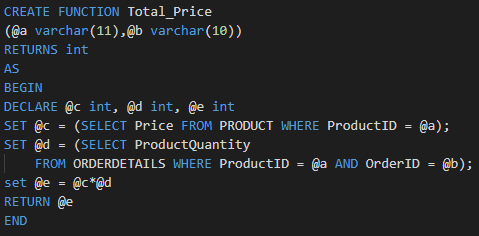 CREATE FUNCTION Total_Price
(@a varchar(11),@b varchar(10))
RETURNS int
AS
BEGIN
DECLARE @c int, @d int, @e int
SET @c = (SELECT Price FROM PRODUCT WHERE ProductID = @a);
SET @d = (SELECT ProductQuantity
    FROM ORDERDETAILS WHERE ProductID = @a AND OrderID = @b);
set @e = @c*@d
RETURN @e
END